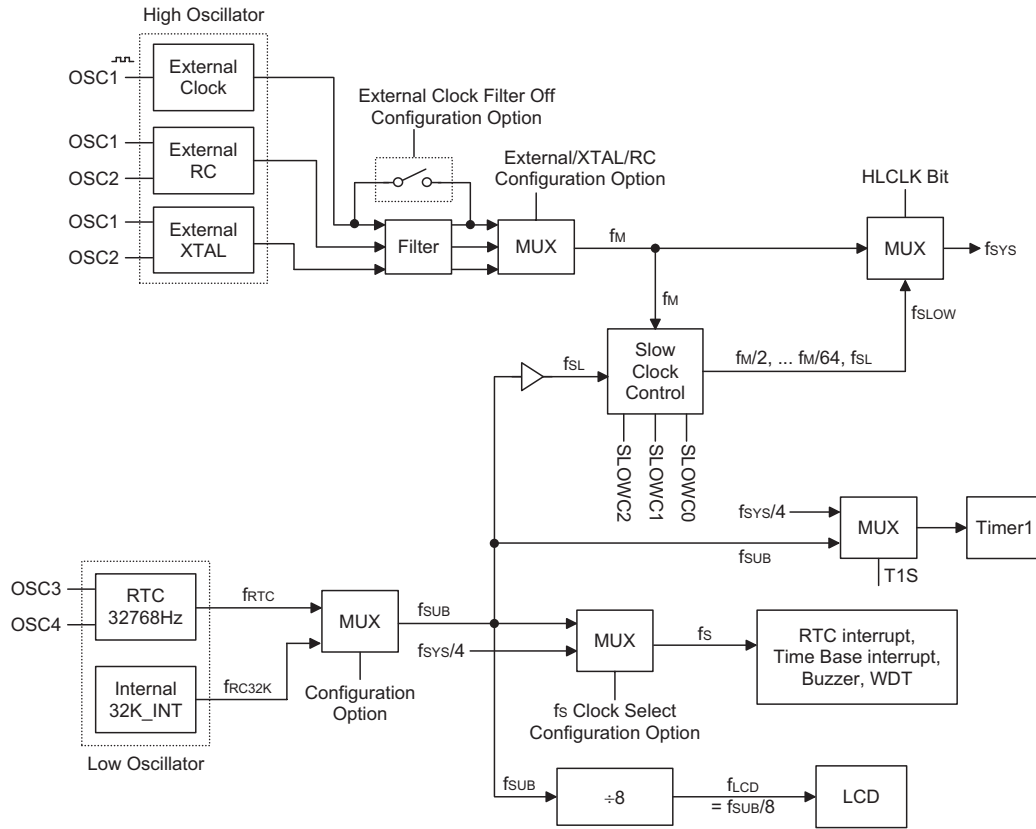 High Oscillator
OSC1
External
Clock
External Clock Filter Off
Configuration Option
OSC1
OSC2
External
RC
External/XTAL/RC
Configuration Option
HLCLK Bit
OSC1
OSC2
External
XTAL
Filter
MUX
fM
MUX
fSYS
fM
fSLOW
fSL
Slow
Clock
Control
fM/2, ... fM/64, fSL
SLOWC2
SLOWC1
SLOWC0
fSYS/4
fSUB
MUX
Timer1
T1S
OSC3
OSC4
RTC
32768Hz
fRTC
MUX
fSUB
fSYS/4
MUX
fS
RTC interrupt,
Time Base interrupt,
Buzzer, WDT
Internal
32K_INT
fRC32K
Configuration
Option
fS Clock Select
Configuration Option
Low Oscillator
fSUB
÷8
fLCD
= fSUB/8
LCD